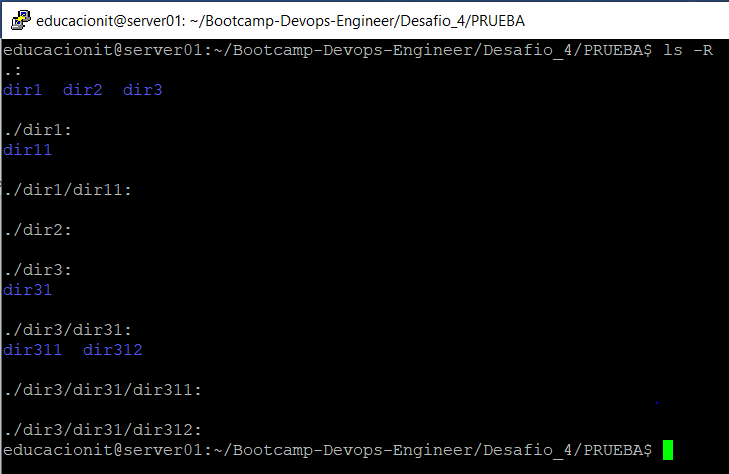 educacionit@server01: ~/Bootcamp-Devops-Engineer/Desafio_4/PRUEBA
educacionit@server01:~/Bootcamp-Devops-Engineer/Desafio_4/PRUEBA$ ls -R
.:
dir1  dir2  dir3
./dir1:
dir11
./dir1/dir11:
./dir2:
./dir3:
dir31
./dir3/dir31:
dir311  dir312
./dir3/dir31/dir311:
./dir3/dir31/dir312:
educacionit@server01:~/Bootcamp-Devops-Engineer/Desafio_4/PRUEBA$